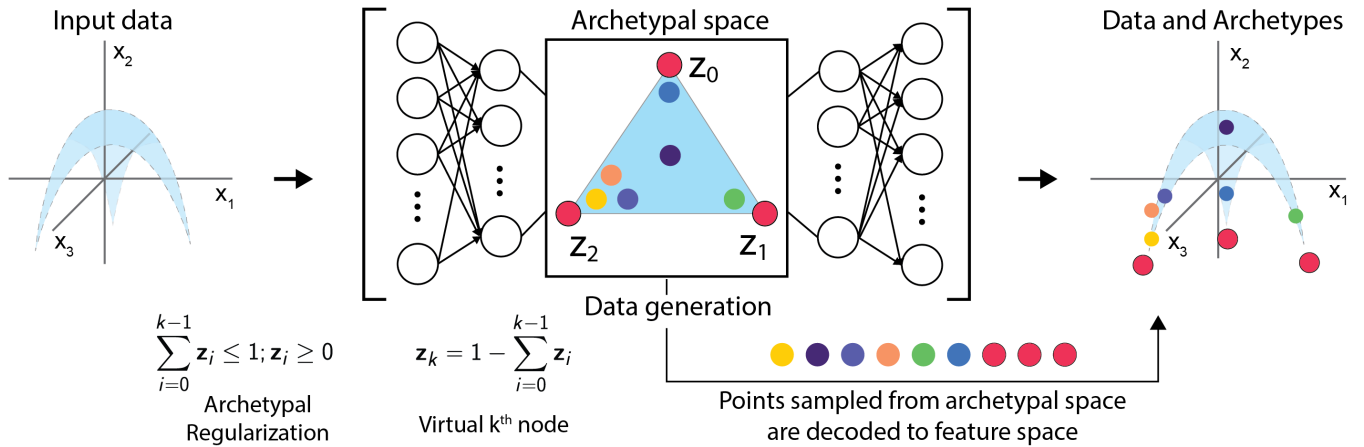 Input data
x₂
x₁
x₃
Archetypal space
z₀
z₂
z₁
Data generation
Data and Archetypes
x₂
x₁
x₃
k−1
∑ zᵢ ≤ 1; zᵢ ≥ 0
i=0
Archetypal
Regularization
k−1
zₖ = 1 − ∑ zᵢ
i=0
Virtual kᵗʰ node
Points sampled from archetypal space
are decoded to feature space